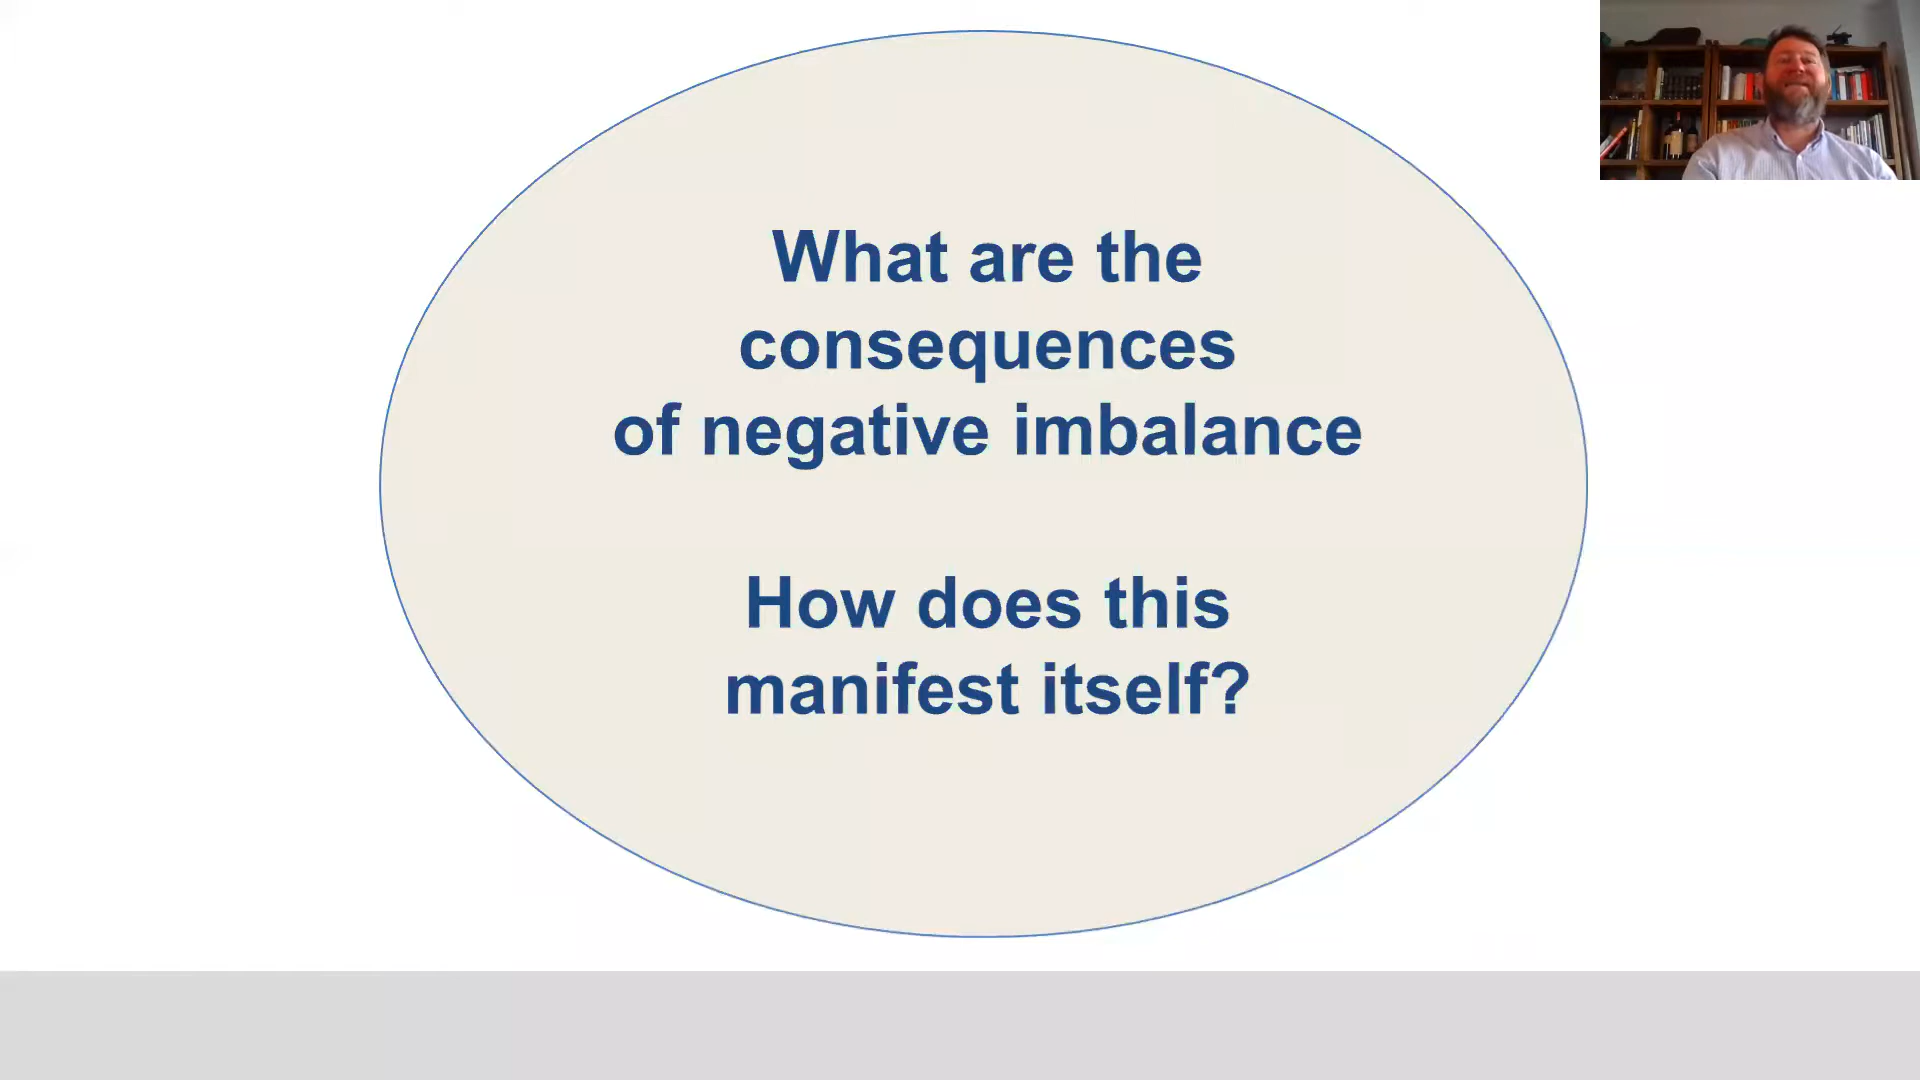 What are the
consequences
of negative imbalance
How does this
manifest itself?